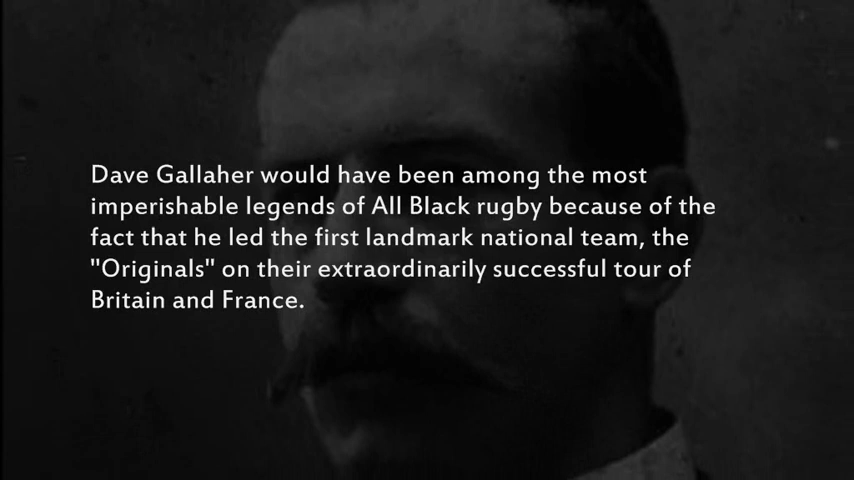 Dave Gallaher would have been among the most
imperishable legends of All Black rugby because of the
fact that he led the first landmark national team, the
"Originals" on their extraordinarily successful tour of
Britain and France.